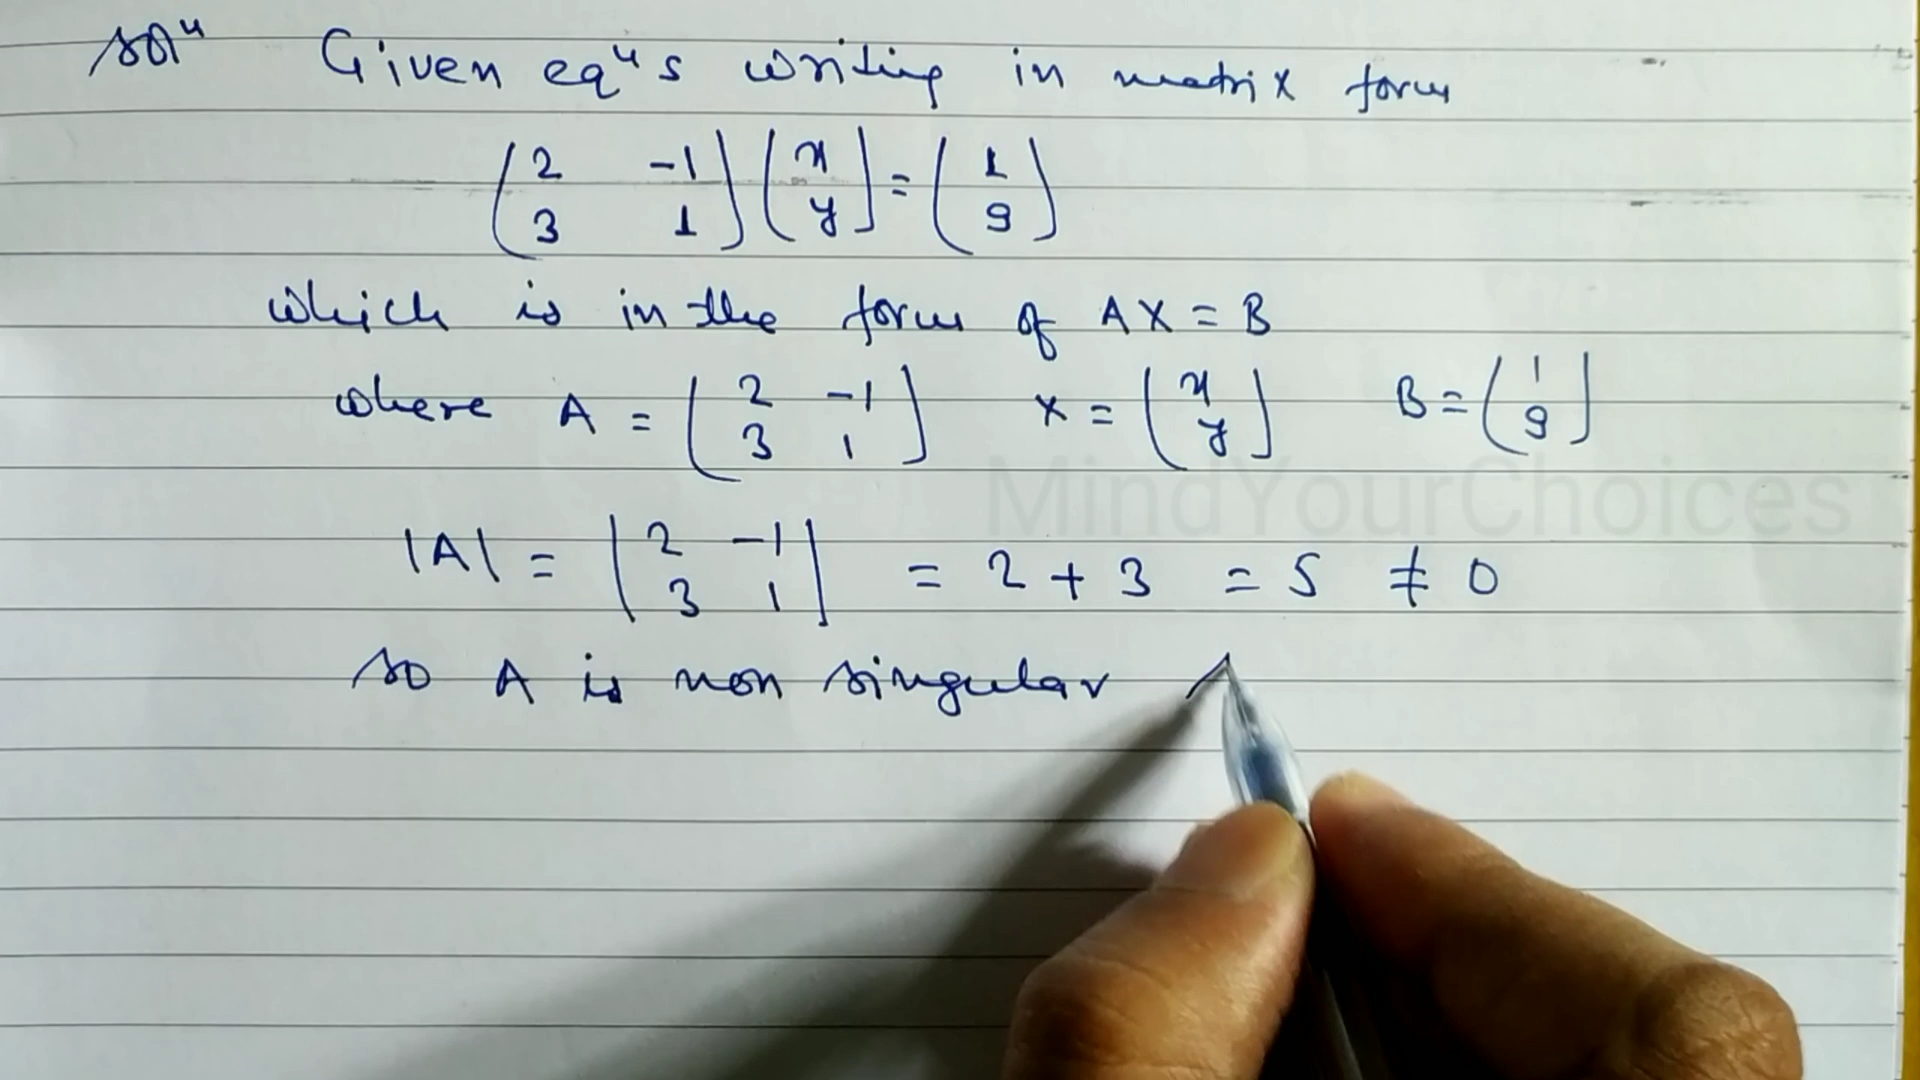 Solⁿ Given eqⁿs writing in matrix form
(2 -1) (x) = (1)
(3 1) (y) (9)
which is in the form of AX = B
where A = (2 -1) X = (x) B = (1)
(3 1) (y) (9)
MindYourChoices
|A| = |2 -1| = 2 + 3 = 5 ≠ 0
|3 1|
so A is non singular